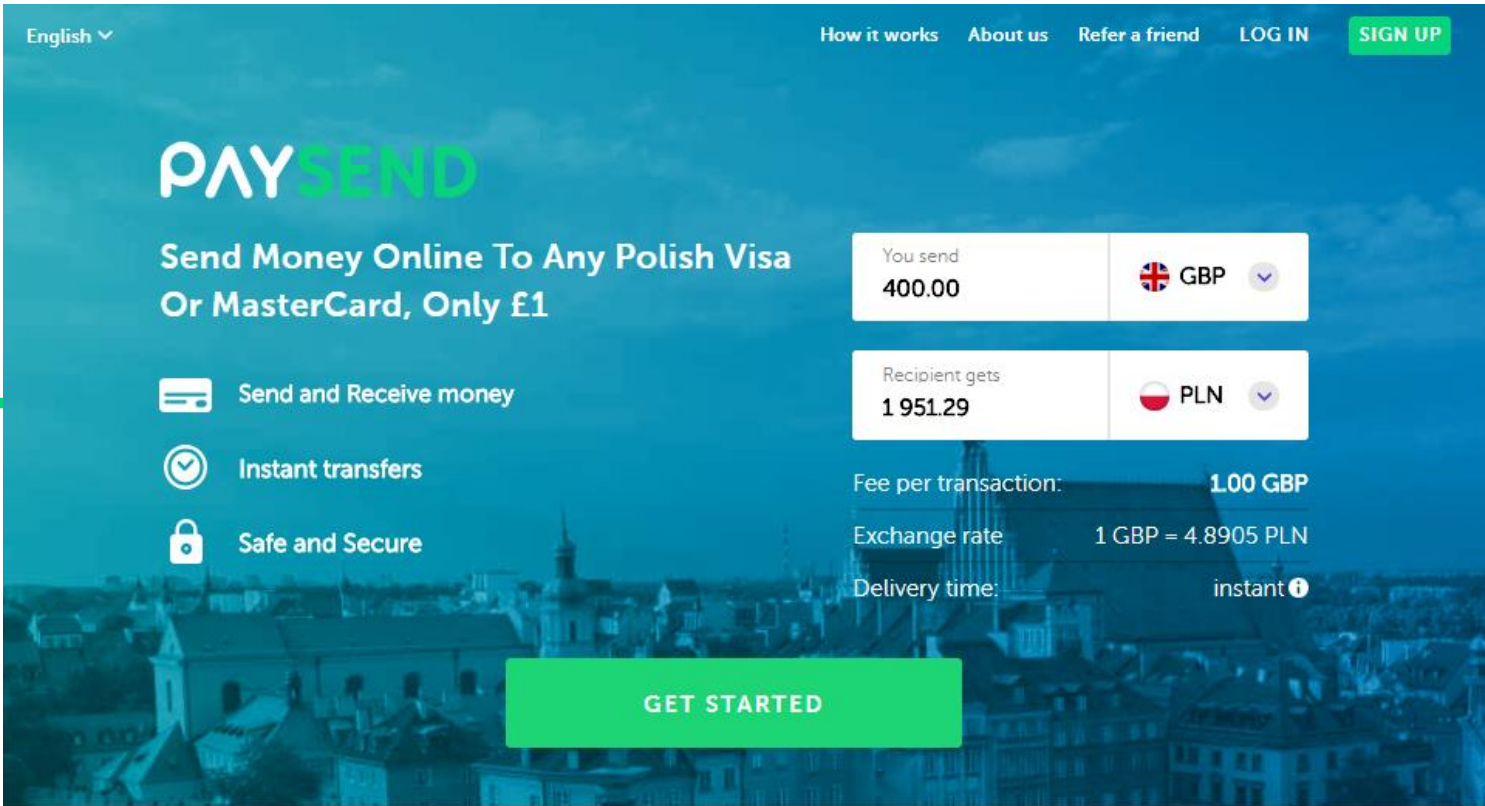 English
How it works About us Refer a friend LOG IN SIGN UP
PAYSEND
Send Money Online To Any Polish Visa
Or MasterCard, Only £1
Send and Receive money
Instant transfers
Safe and Secure
You send
400.00
GBP
Recipient gets
1 951.29
PLN
Fee per transaction: 1.00 GBP
Exchange rate 1 GBP = 4.8905 PLN
Delivery time: instant
GET STARTED